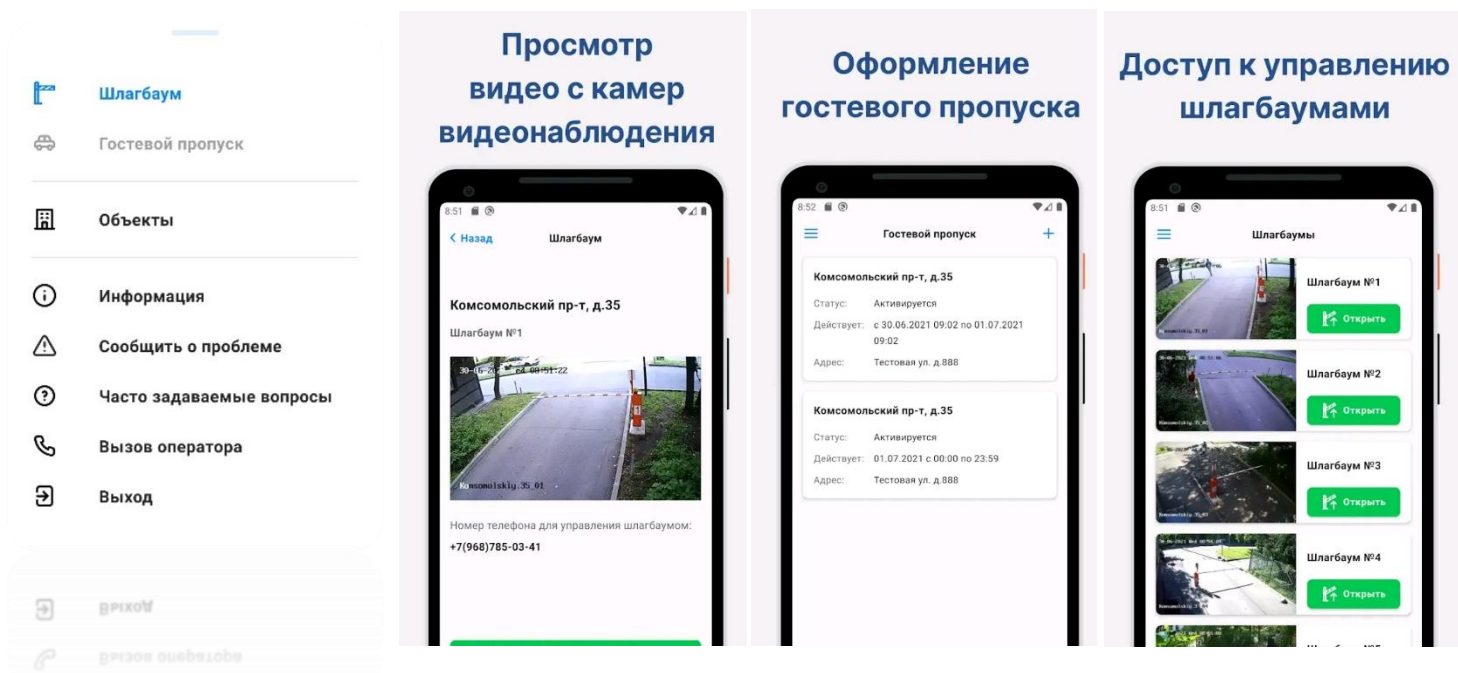 Шлагбаум
Гостевой пропуск
Объекты
Информация
Сообщить о проблеме
Часто задаваемые вопросы
Вызов оператора
Выход
Выход
Вызов оператора
Просмотр
видео с камер
видеонаблюдения
8:51
Назад
Шлагбаум
Комсомольский пр-т, д.35
Шлагбаум №1
Komsomolskiy.35_01
Номер телефона для управления шлагбаумом:
+7(968)785-03-41
Оформление
гостевого пропуска
8:52
Гостевой пропуск
Комсомольский пр-т, д.35
Статус: Активируется
Действует: с 30.06.2021 09:02 по 01.07.2021
09:02
Адрес: Тестовая ул. д.888
Комсомольский пр-т, д.35
Статус: Активируется
Действует: 01.07.2021 с 00:00 по 23:59
Адрес: Тестовая ул. д.888
Доступ к управлению
шлагбаумами
8:51
Шлагбаумы
Шлагбаум №1
Открыть
Шлагбаум №2
Открыть
Шлагбаум №3
Открыть
Шлагбаум №4
Открыть